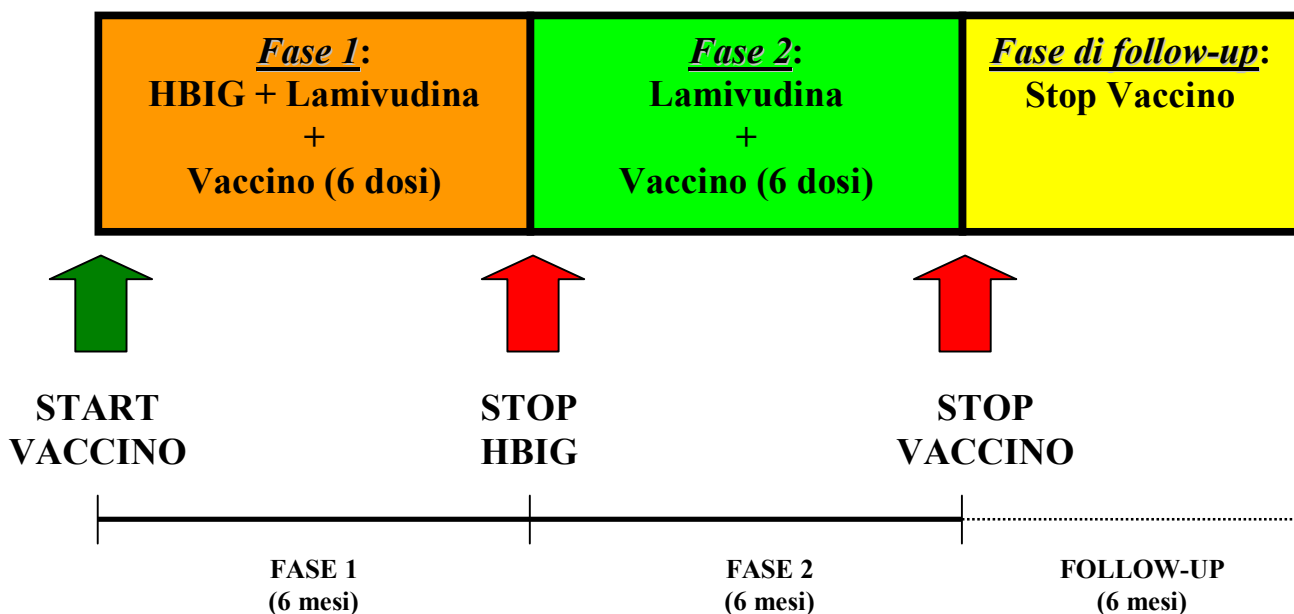 Fase 1:
HBIG + Lamivudina
+
Vaccino (6 dosi)
Fase 2:
Lamivudina
+
Vaccino (6 dosi)
Fase di follow-up:
Stop Vaccino
START
VACCINO
STOP
HBIG
STOP
VACCINO
FASE 1
(6 mesi)
FASE 2
(6 mesi)
FOLLOW-UP
(6 mesi)